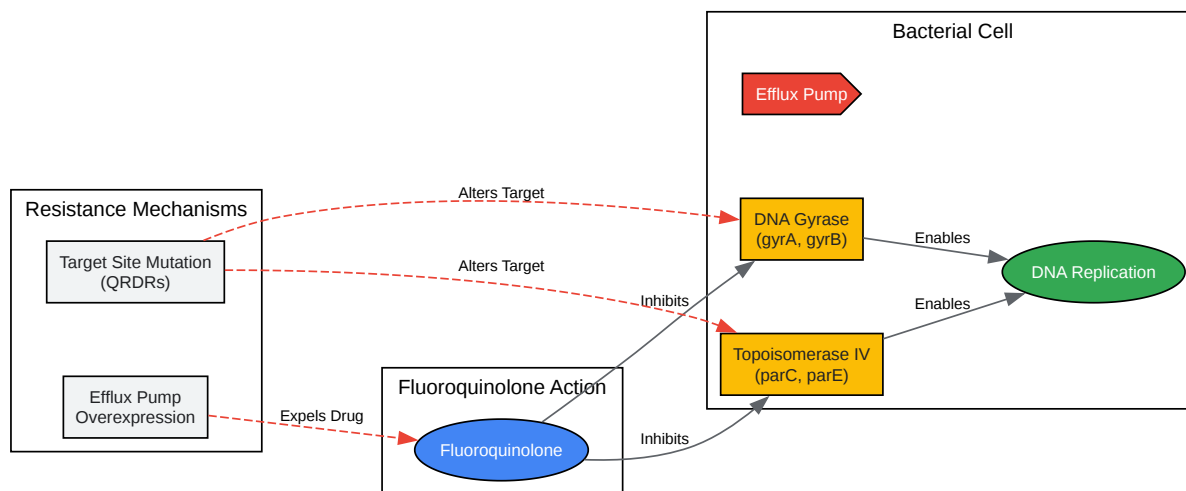 Bacterial Cell
Efflux Pump
Resistance Mechanisms
Target Site Mutation
(QRDRs)
Alters Target
Alters Target
DNA Gyrase
(gyrA, gyrB)
Enables
DNA Replication
Enables
Inhibits
Topoisomerase IV
(parC, parE)
Efflux Pump
Overexpression
Expels Drug
Fluoroquinolone Action
Fluoroquinolone
Inhibits